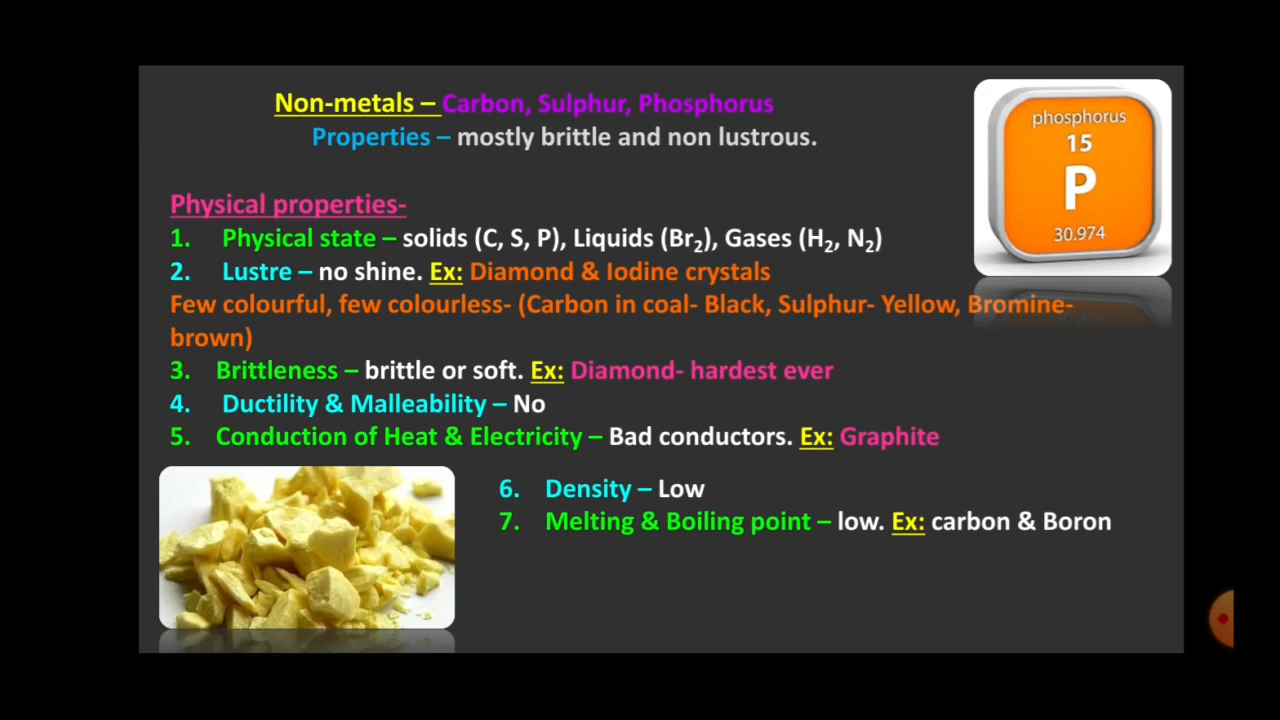 Non-metals – Carbon, Sulphur, Phosphorus
Properties – mostly brittle and non lustrous.
phosphorus
15
P
30.974
Physical properties-
1. Physical state – solids (C, S, P), Liquids (Br₂), Gases (H₂, N₂)
2. Lustre – no shine. Ex: Diamond & Iodine crystals
Few colourful, few colourless- (Carbon in coal- Black, Sulphur- Yellow, Bromine-
brown)
3. Brittleness – brittle or soft. Ex: Diamond- hardest ever
4. Ductility & Malleability – No
5. Conduction of Heat & Electricity – Bad conductors. Ex: Graphite
6. Density – Low
7. Melting & Boiling point – low. Ex: carbon & Boron